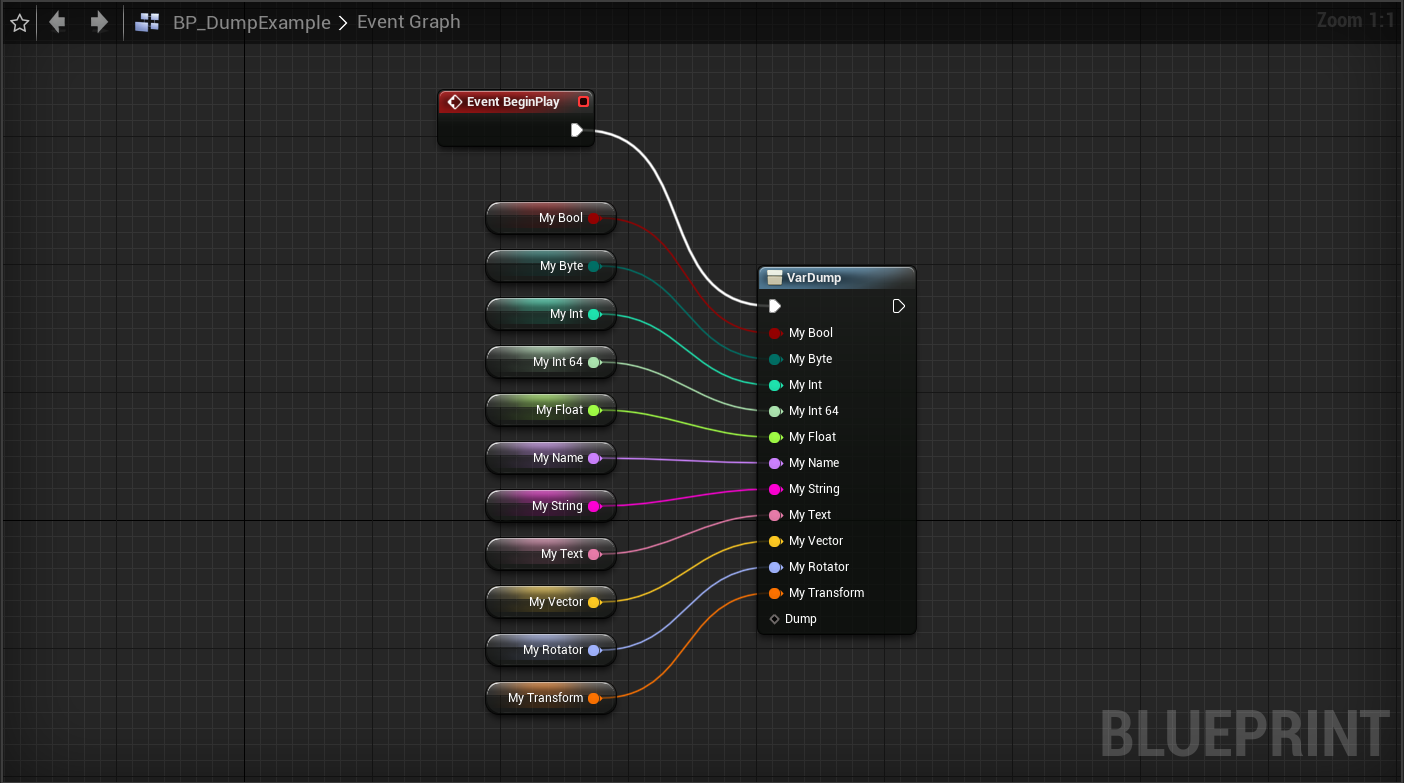 BP_DumpExample > Event Graph
Zoom 1:1
Event BeginPlay
My Bool
My Byte
My Int
My Int 64
My Float
My Name
My String
My Text
My Vector
My Rotator
My Transform
VarDump
My Bool
My Byte
My Int
My Int 64
My Float
My Name
My String
My Text
My Vector
My Rotator
My Transform
Dump
BLUEPRINT